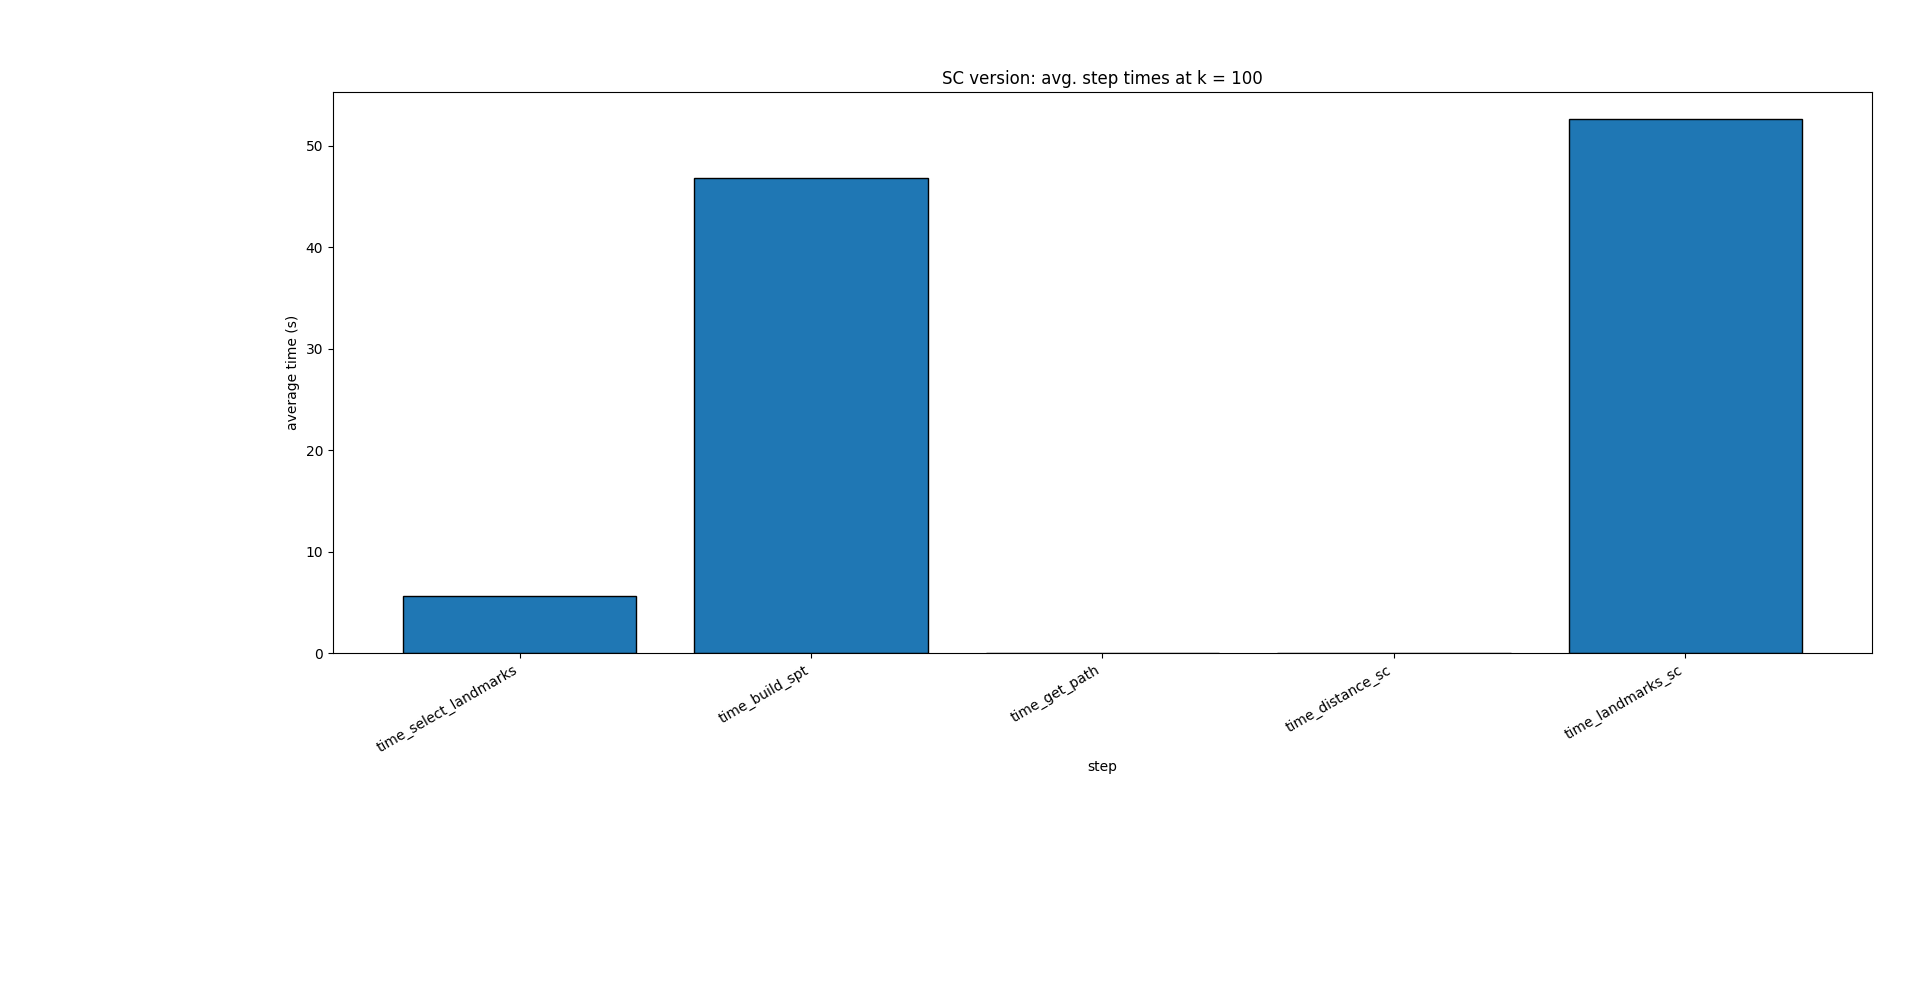 SC version: avg. step times at k = 100
average time (s)
50
40
30
20
10
0
time_select_landmarks
time_build_spt
time_get_path
time_distance_sc
time_landmarks_sc
step